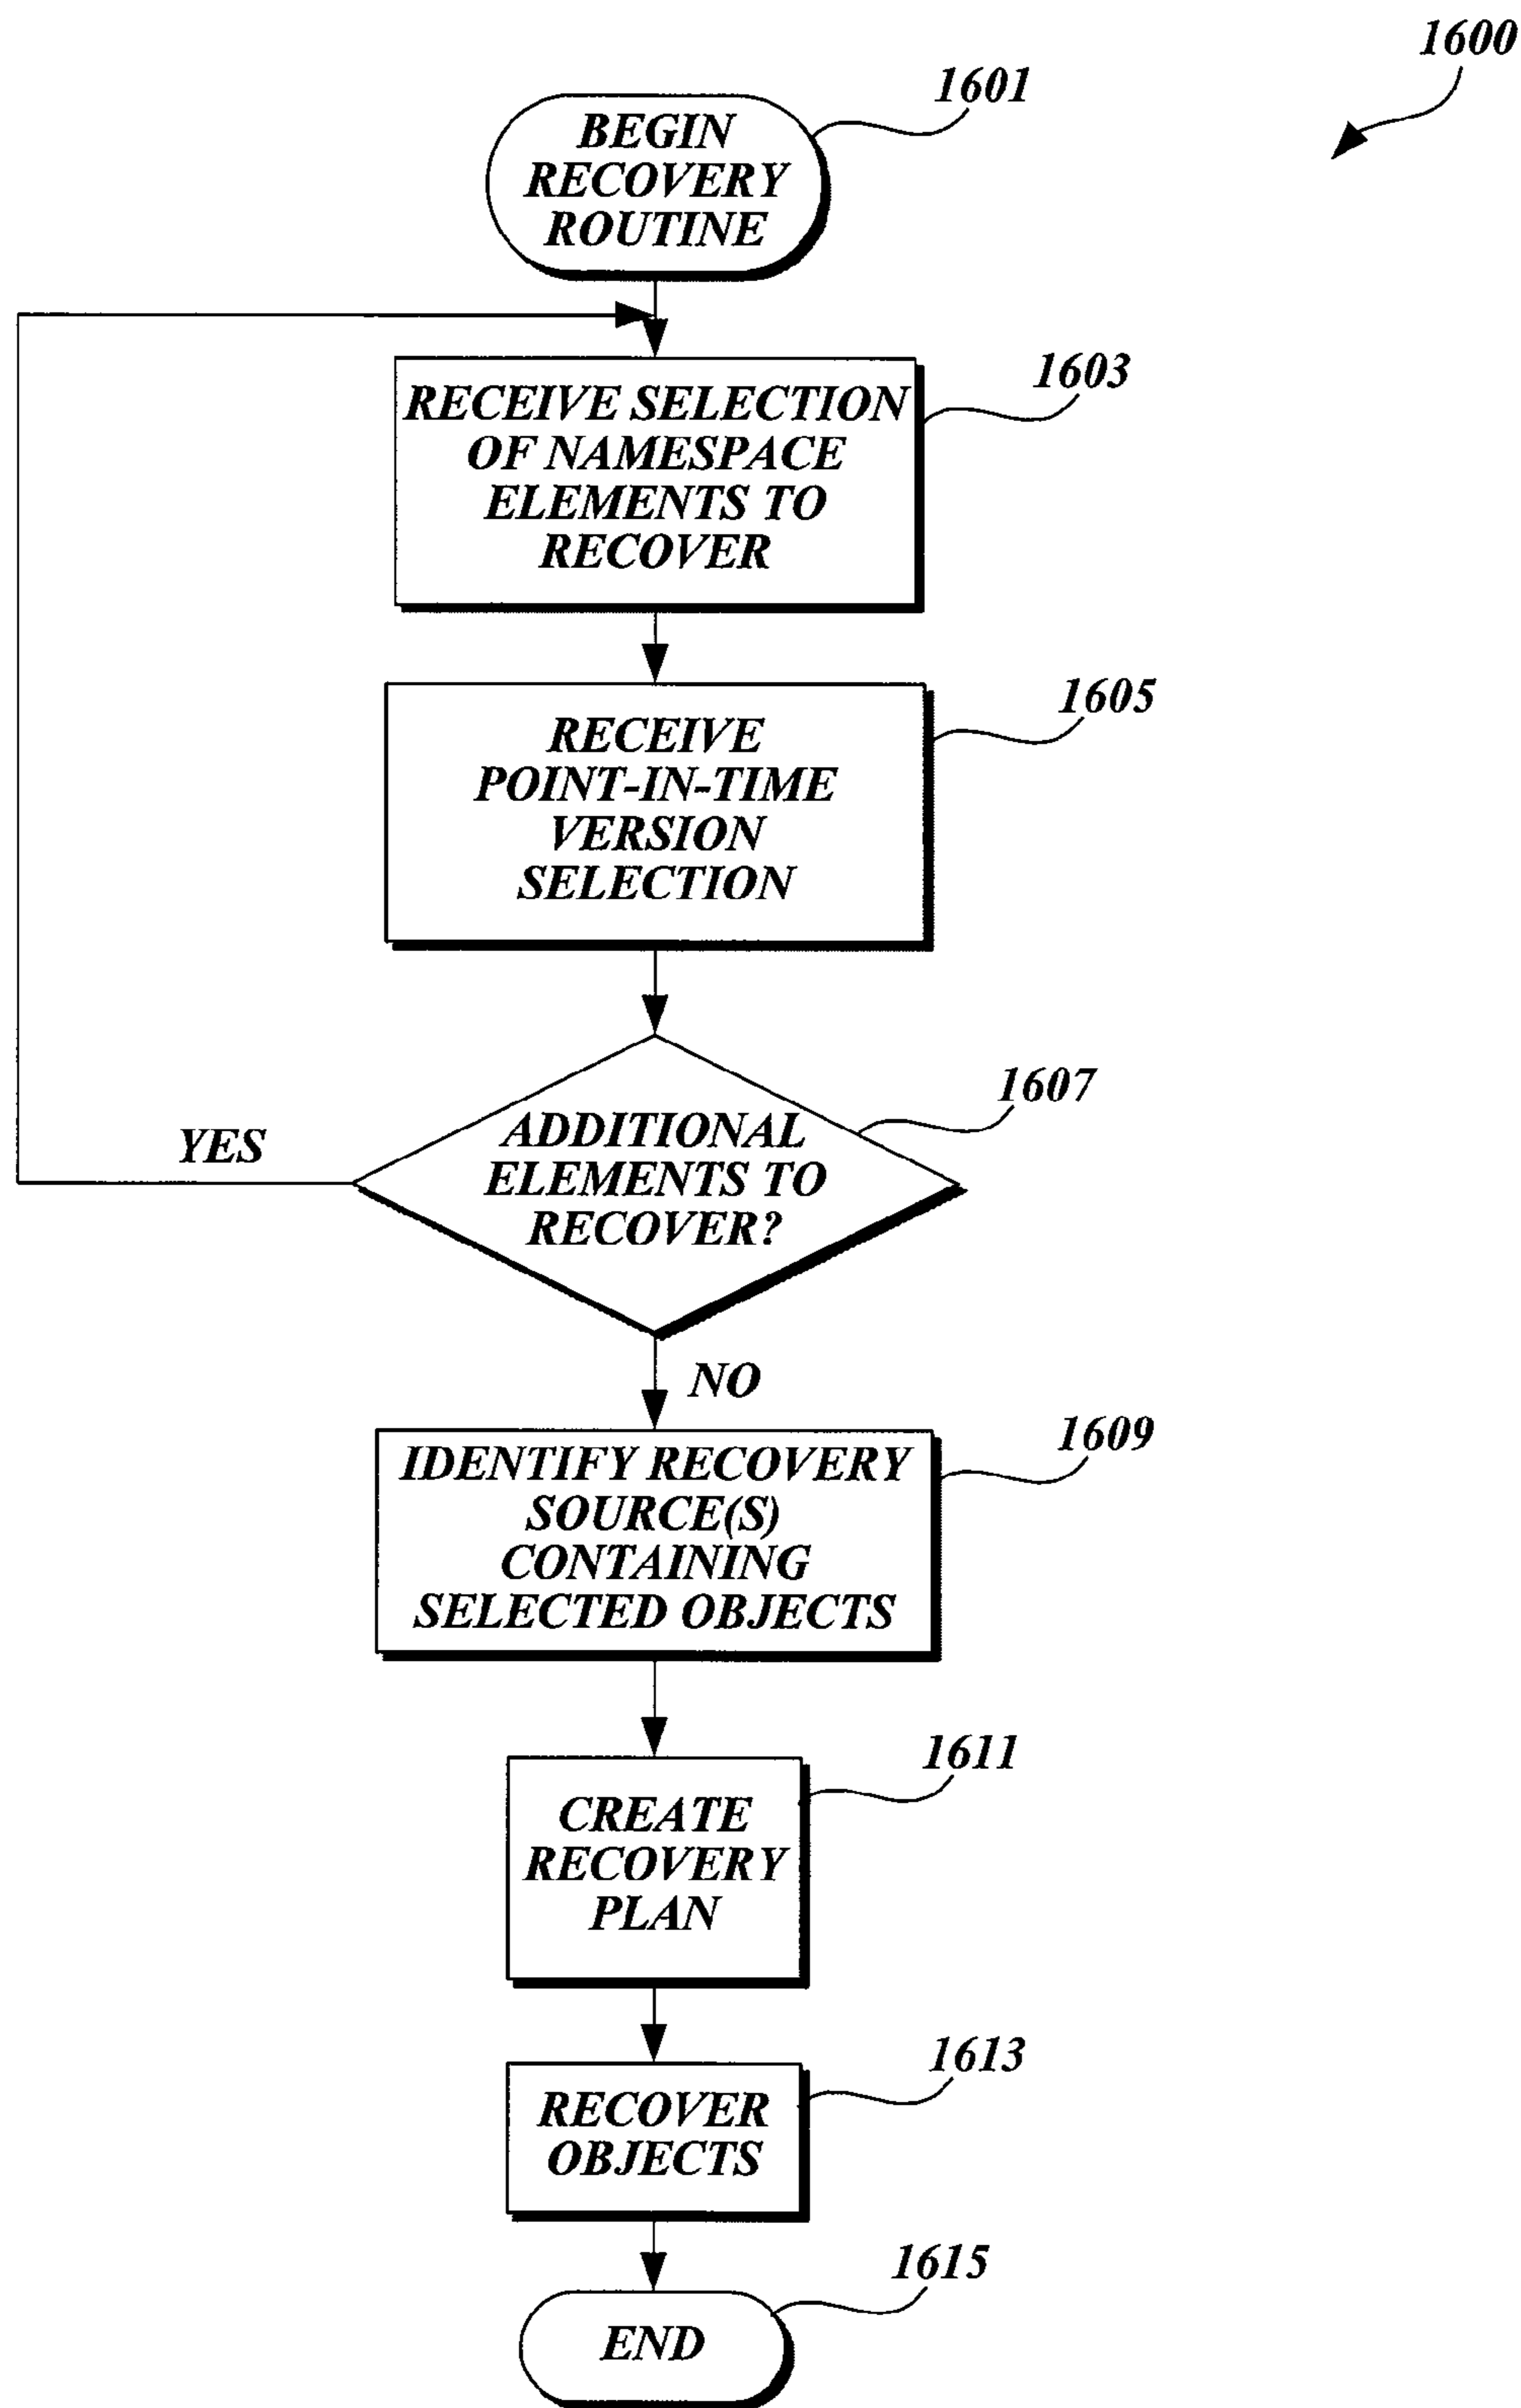 1600
1601
BEGIN
RECOVERY
ROUTINE
1603
RECEIVE SELECTION
OF NAMESPACE
ELEMENTS TO
RECOVER
1605
RECEIVE
POINT-IN-TIME
VERSION
SELECTION
1607
ADDITIONAL
ELEMENTS TO
RECOVER?
YES
NO
1609
IDENTIFY RECOVERY
SOURCE(S)
CONTAINING
SELECTED OBJECTS
1611
CREATE
RECOVERY
PLAN
1613
RECOVER
OBJECTS
1615
END